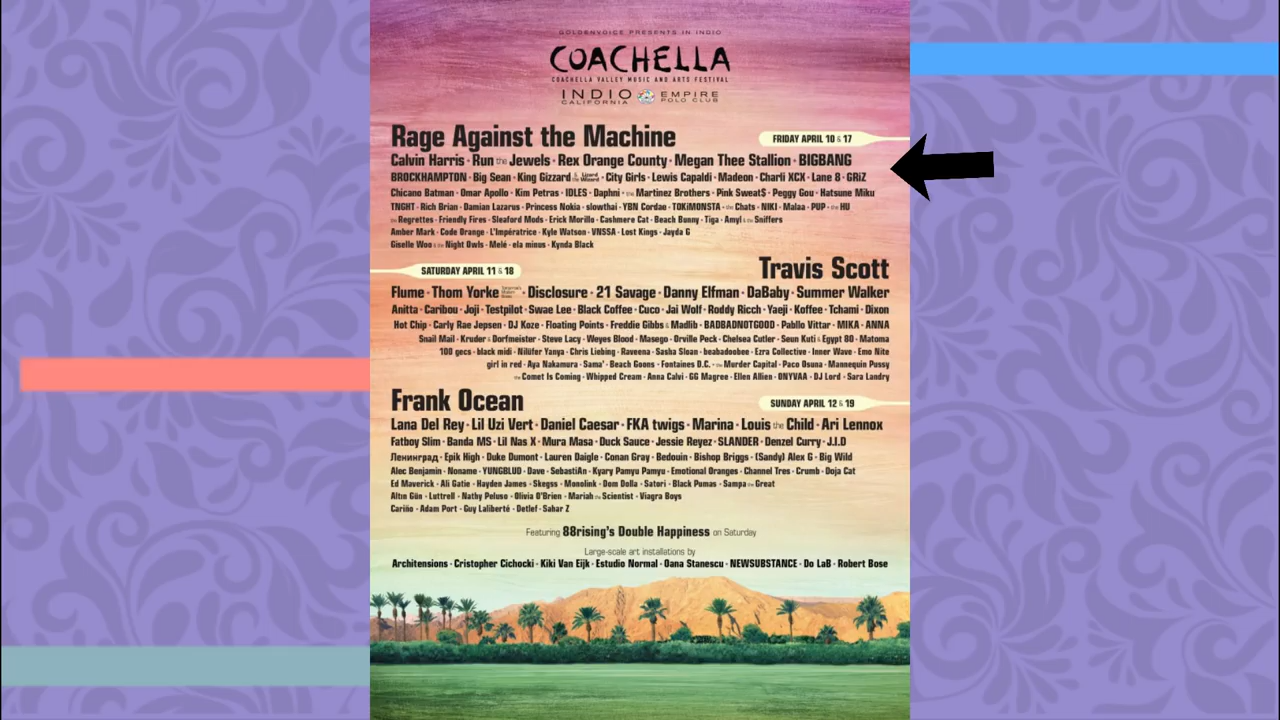 GOLDENVOICE PRESENTS IN INDIO
COACHELLA
COACHELLA VALLEY MUSIC AND ARTS FESTIVAL
INDIO CALIFORNIA EMPIRE POLO CLUB
Rage Against the Machine
FRIDAY APRIL 10 & 17
Calvin Harris · Run the Jewels · Rex Orange County · Megan Thee Stallion · BIGBANG
BROCKHAMPTON · Big Sean · King Gizzard & the Lizard Wizard · City Girls · Lewis Capaldi · Madeon · Charli XCX · Lane 8 · GRiZ
Chicano Batman · Omar Apollo · Kim Petras · IDLES · Daphni · the Martinez Brothers · Pink Sweat$ · Peggy Gou · Hatsune Miku
TNGHT · Rich Brian · Damian Lazarus · Princess Nokia · slowthai · YBN Cordae · TOKiMONSTA · the Chats · NIKI · Malaa · PUP · the HU
the Regrettes · Friendly Fires · Sleaford Mods · Erick Morillo · Cashmere Cat · Beach Bunny · Tiga · Amyl & the Sniffers
Amber Mark · Code Orange · L'Impératrice · Kyle Watson · VNSSA · Lost Kings · Jayda G
Giselle Woo & the Night Owls · Melé · ela minus · Kynda Black
Travis Scott
SATURDAY APRIL 11 & 18
Flume · Thom Yorke Tomorrow's Modern Boxes · Disclosure · 21 Savage · Danny Elfman · DaBaby · Summer Walker
Anitta · Caribou · Joji · Testpilot · Swae Lee · Black Coffee · Cuco · Jai Wolf · Roddy Ricch · Yaeji · Koffee · Tchami · Dixon
Hot Chip · Carly Rae Jepsen · DJ Koze · Floating Points · Freddie Gibbs & Madlib · BADBADNOTGOOD · Pabllo Vittar · MIKA · ANNA
Snail Mail · Kruder & Dorfmeister · Steve Lacy · Weyes Blood · Masego · Orville Peck · Chelsea Cutler · Seun Kuti & Egypt 80 · Matoma
100 gecs · black midi · Nilüfer Yanya · Chris Liebing · Raveena · Sasha Sloan · beabadoobee · Ezra Collective · Inner Wave · Emo Nite
girl in red · Aya Nakamura · Sama' · Beach Goons · Fontaines D.C. · the Murder Capital · Paco Osuna · Mannequin Pussy
the Comet Is Coming · Whipped Cream · Anna Calvi · GG Magree · Ellen Allien · ONYVAA · DJ Lord · Sara Landry
Frank Ocean
SUNDAY APRIL 12 & 19
Lana Del Rey · Lil Uzi Vert · Daniel Caesar · FKA twigs · Marina · Louis the Child · Ari Lennox
Fatboy Slim · Banda MS · Lil Nas X · Mura Masa · Duck Sauce · Jessie Reyez · SLANDER · Denzel Curry · J.I.D
Ленинград · Epik High · Duke Dumont · Lauren Daigle · Conan Gray · Bedouin · Bishop Briggs · (Sandy) Alex G · Big Wild
Alec Benjamin · Noname · YUNGBLUD · Dave · SebastiAn · Kyary Pamyu Pamyu · Emotional Oranges · Channel Tres · Crumb · Doja Cat
Ed Maverick · Ali Gatie · Hayden James · Skegss · Monolink · Dom Dolla · Satori · Black Pumas · Sampa the Great
Altın Gün · Luttrell · Nathy Peluso · Olivia O'Brien · Mariah the Scientist · Viagra Boys
Cariño · Adam Port · Guy Laliberté · Detlef · Sahar Z
Featuring 88rising's Double Happiness on Saturday
Large-scale art installations by
Architensions · Cristopher Cichocki · Kiki Van Eijk · Estudio Normal · Oana Stanescu · NEWSUBSTANCE · Do LaB · Robert Bose